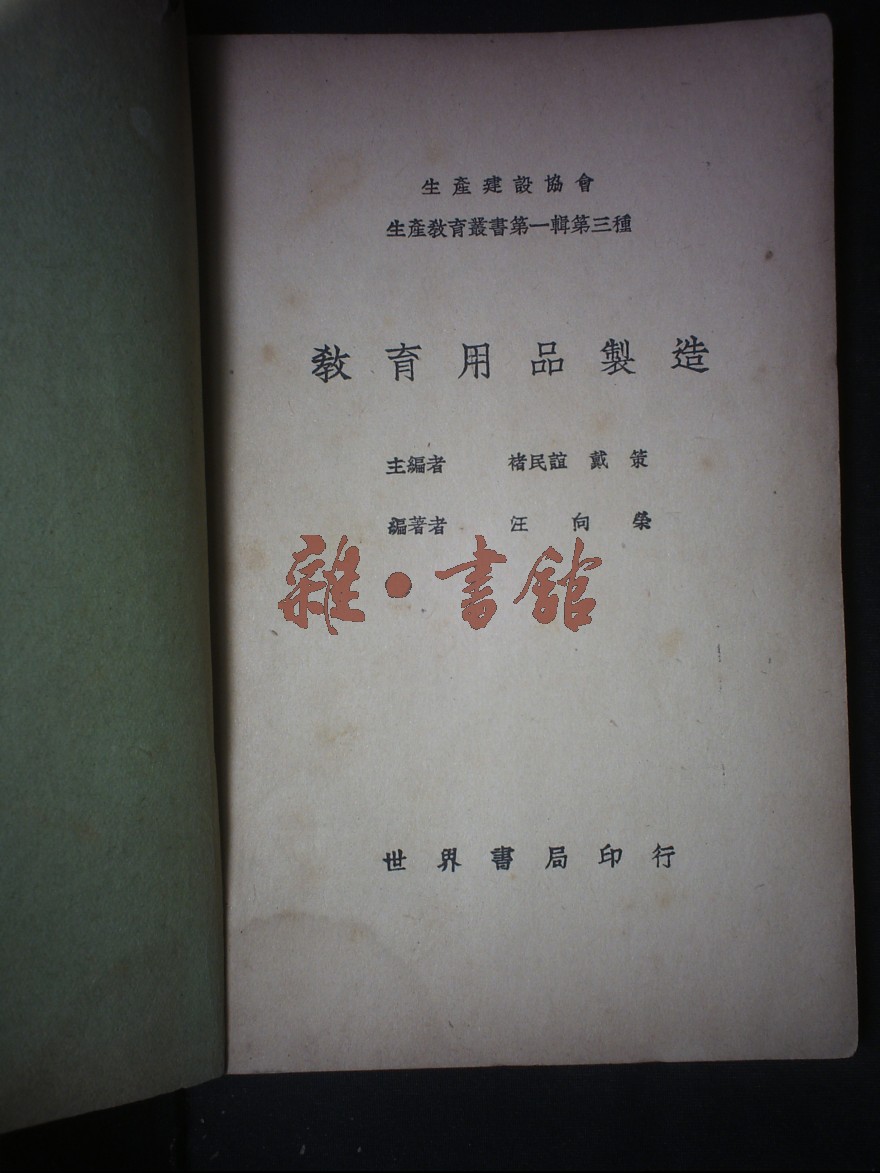 生產建設協會
生產敎育叢書第一輯第三種
敎育用品製造
主編者 褚民誼 戴策
編著者 汪向榮
雜·書館
世界書局印行